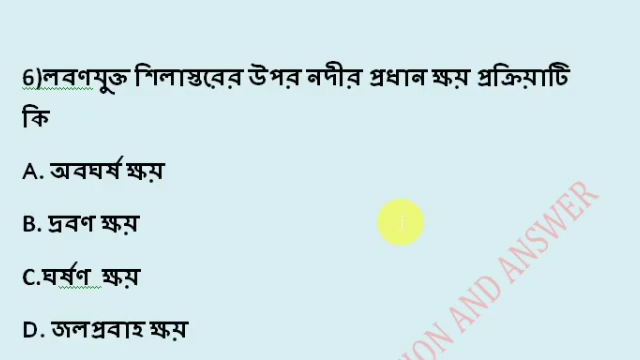 6)লবণযুক্ত শিলাস্তরের উপর নদীর প্রধান ক্ষয় প্রক্রিয়াটি
কি
A. অবঘর্ষ ক্ষয়
B. দ্রবণ ক্ষয়
C.ঘর্ষণ ক্ষয়
D. জলপ্রবাহ ক্ষয়
ION AND ANSWER